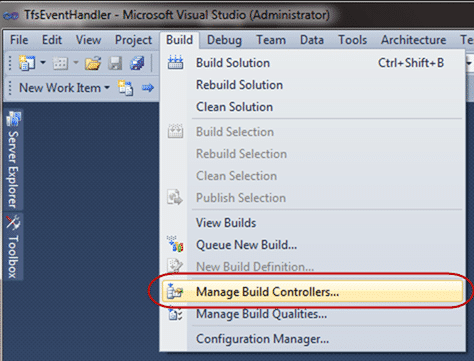 TfsEventHandler - Microsoft Visual Studio (Administrator)
File Edit View Project Build Debug Team Data Tools Architecture Te
New Work Item
Server Explorer
Toolbox
Build Solution Ctrl+Shift+B
Rebuild Solution
Clean Solution
Build Selection
Rebuild Selection
Clean Selection
Publish Selection
View Builds
Queue New Build...
New Build Definition...
Manage Build Controllers...
Manage Build Qualities...
Configuration Manager...